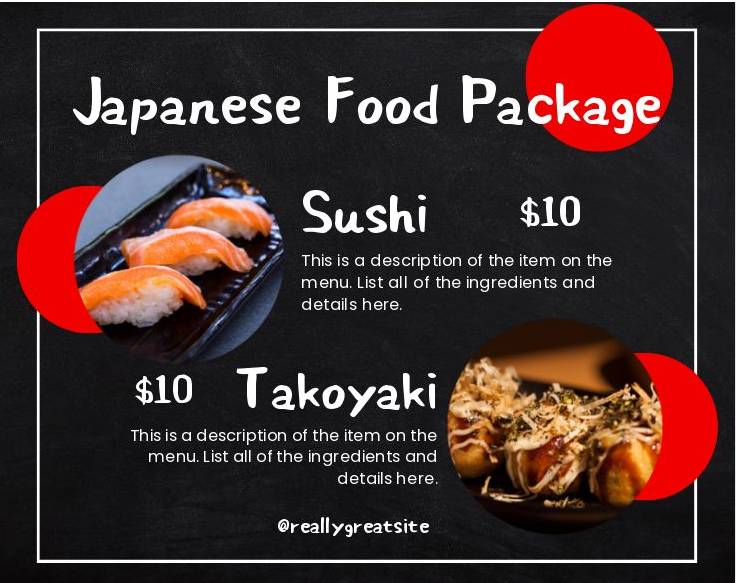 Japanese Food Package
Sushi $10
This is a description of the item on the
menu. List all of the ingredients and
details here.
$10 Takoyaki
This is a description of the item on the
menu. List all of the ingredients and
details here.
@reallygreatsite